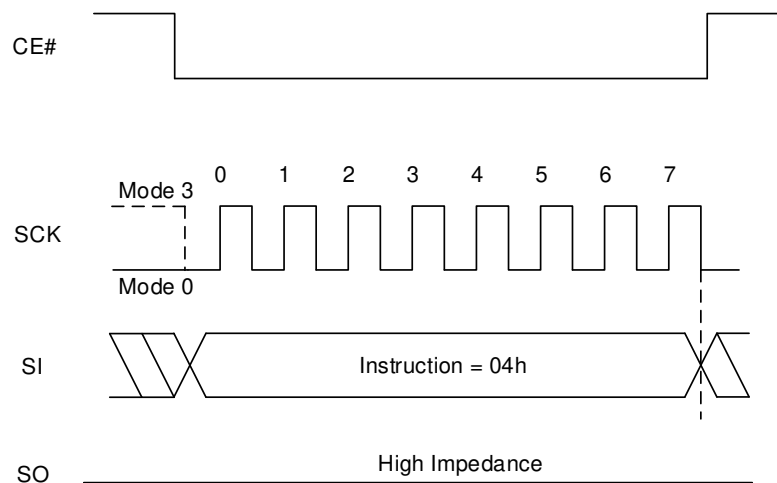 CE#
0 1 2 3 4 5 6 7
Mode 3
SCK
Mode 0
SI
Instruction = 04h
High Impedance
SO